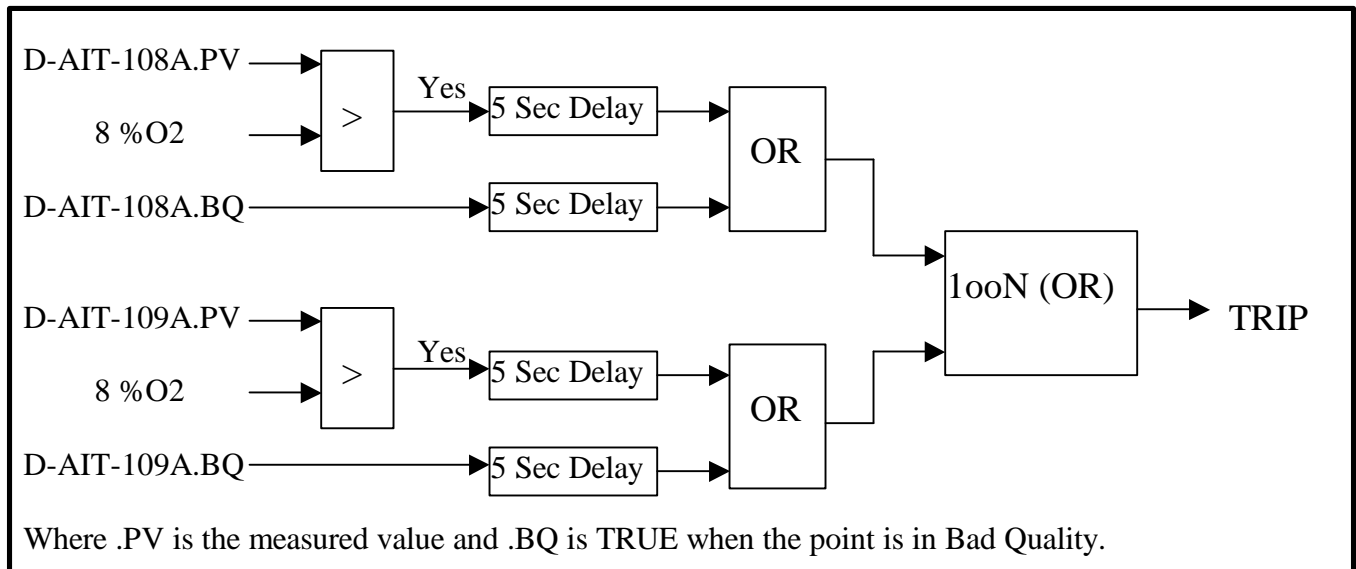 D-AIT-108A.PV
8 %O2
>
Yes
5 Sec Delay
OR
D-AIT-108A.BQ
5 Sec Delay
1ooN (OR)
TRIP
D-AIT-109A.PV
8 %O2
>
Yes
5 Sec Delay
OR
D-AIT-109A.BQ
5 Sec Delay
Where .PV is the measured value and .BQ is TRUE when the point is in Bad Quality.